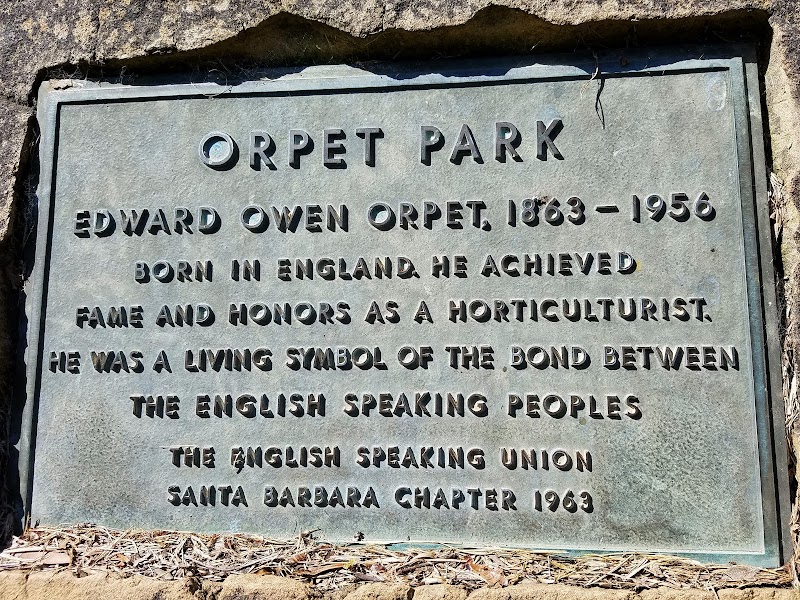 ORPET PARK
EDWARD OWEN ORPET, 1863 – 1956
BORN IN ENGLAND. HE ACHIEVED
FAME AND HONORS AS A HORTICULTURIST.
HE WAS A LIVING SYMBOL OF THE BOND BETWEEN
THE ENGLISH SPEAKING PEOPLES
THE ENGLISH SPEAKING UNION
SANTA BARBARA CHAPTER 1963